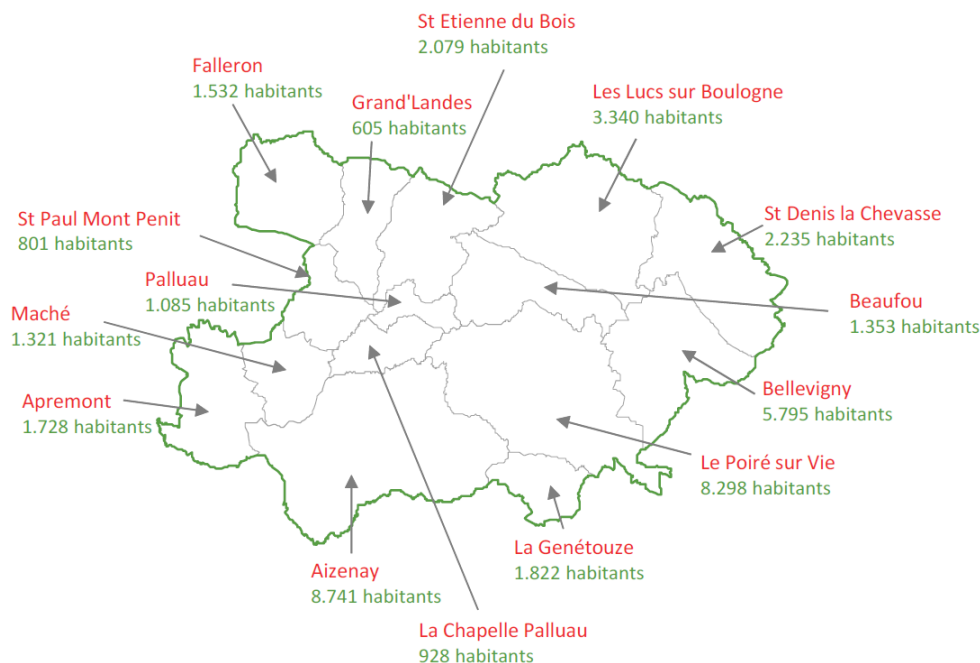 St Etienne du Bois
2.079 habitants
Falleron
1.532 habitants
Grand'Landes
605 habitants
Les Lucs sur Boulogne
3.340 habitants
St Paul Mont Penit
801 habitants
St Denis la Chevasse
2.235 habitants
Palluau
1.085 habitants
Beaufou
1.353 habitants
Maché
1.321 habitants
Bellevigny
5.795 habitants
Apremont
1.728 habitants
Le Poiré sur Vie
8.298 habitants
La Genétouze
1.822 habitants
Aizenay
8.741 habitants
La Chapelle Palluau
928 habitants